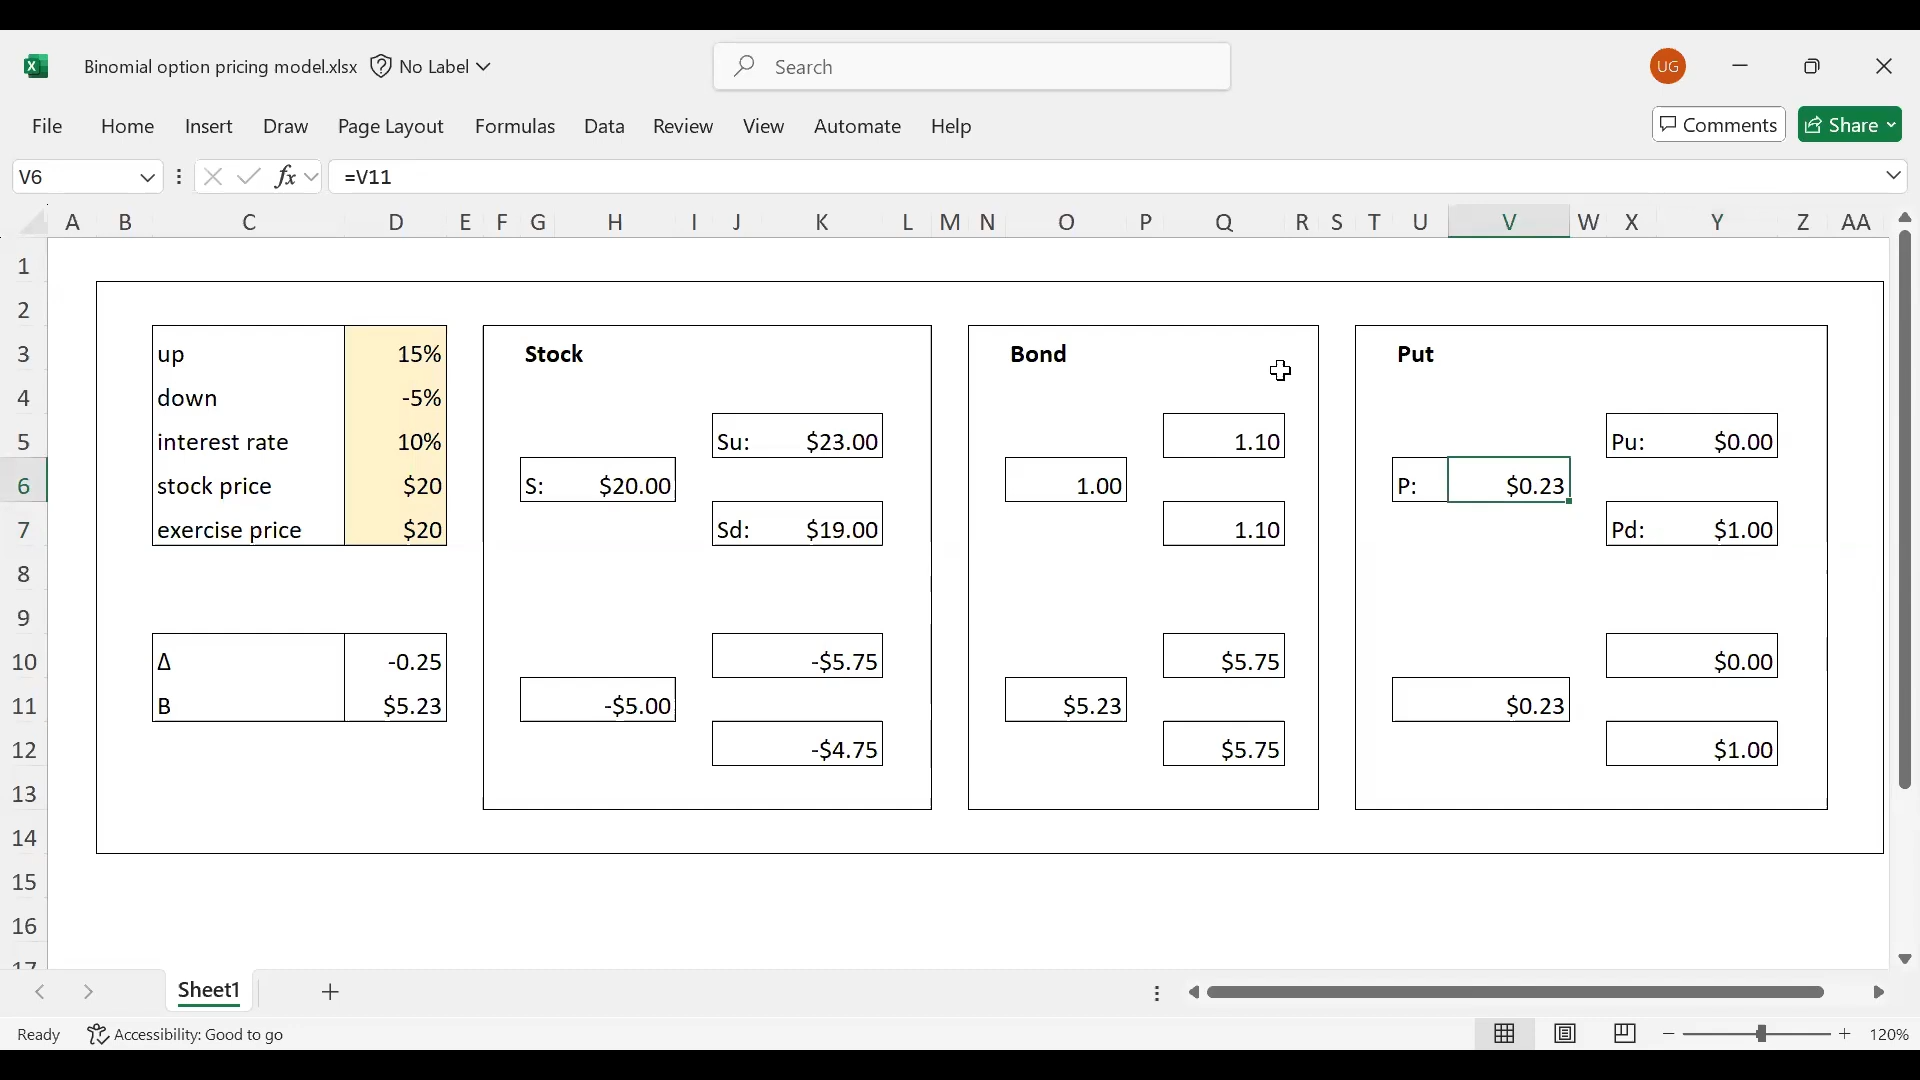 Binomial option pricing model.xlsx No Label Search UG
File Home Insert Draw Page Layout Formulas Data Review View Automate Help Comments Share
V6 fx =V11
A B C D E F G H I J K L M N O P Q R S T U V W X Y Z AA
1
2
3 up 15% Stock Bond Put
4 down -5%
5 interest rate 10% Su: $23.00 1.10 Pu: $0.00
6 stock price $20 S: $20.00 1.00 P: $0.23
7 exercise price $20 Sd: $19.00 1.10 Pd: $1.00
8
9
10 Δ -0.25 -$5.75 $5.75 $0.00
11 B $5.23 -$5.00 $5.23 $0.23
12 -$4.75 $5.75 $1.00
13
14
15
16
17
Sheet1
Ready Accessibility: Good to go 120%